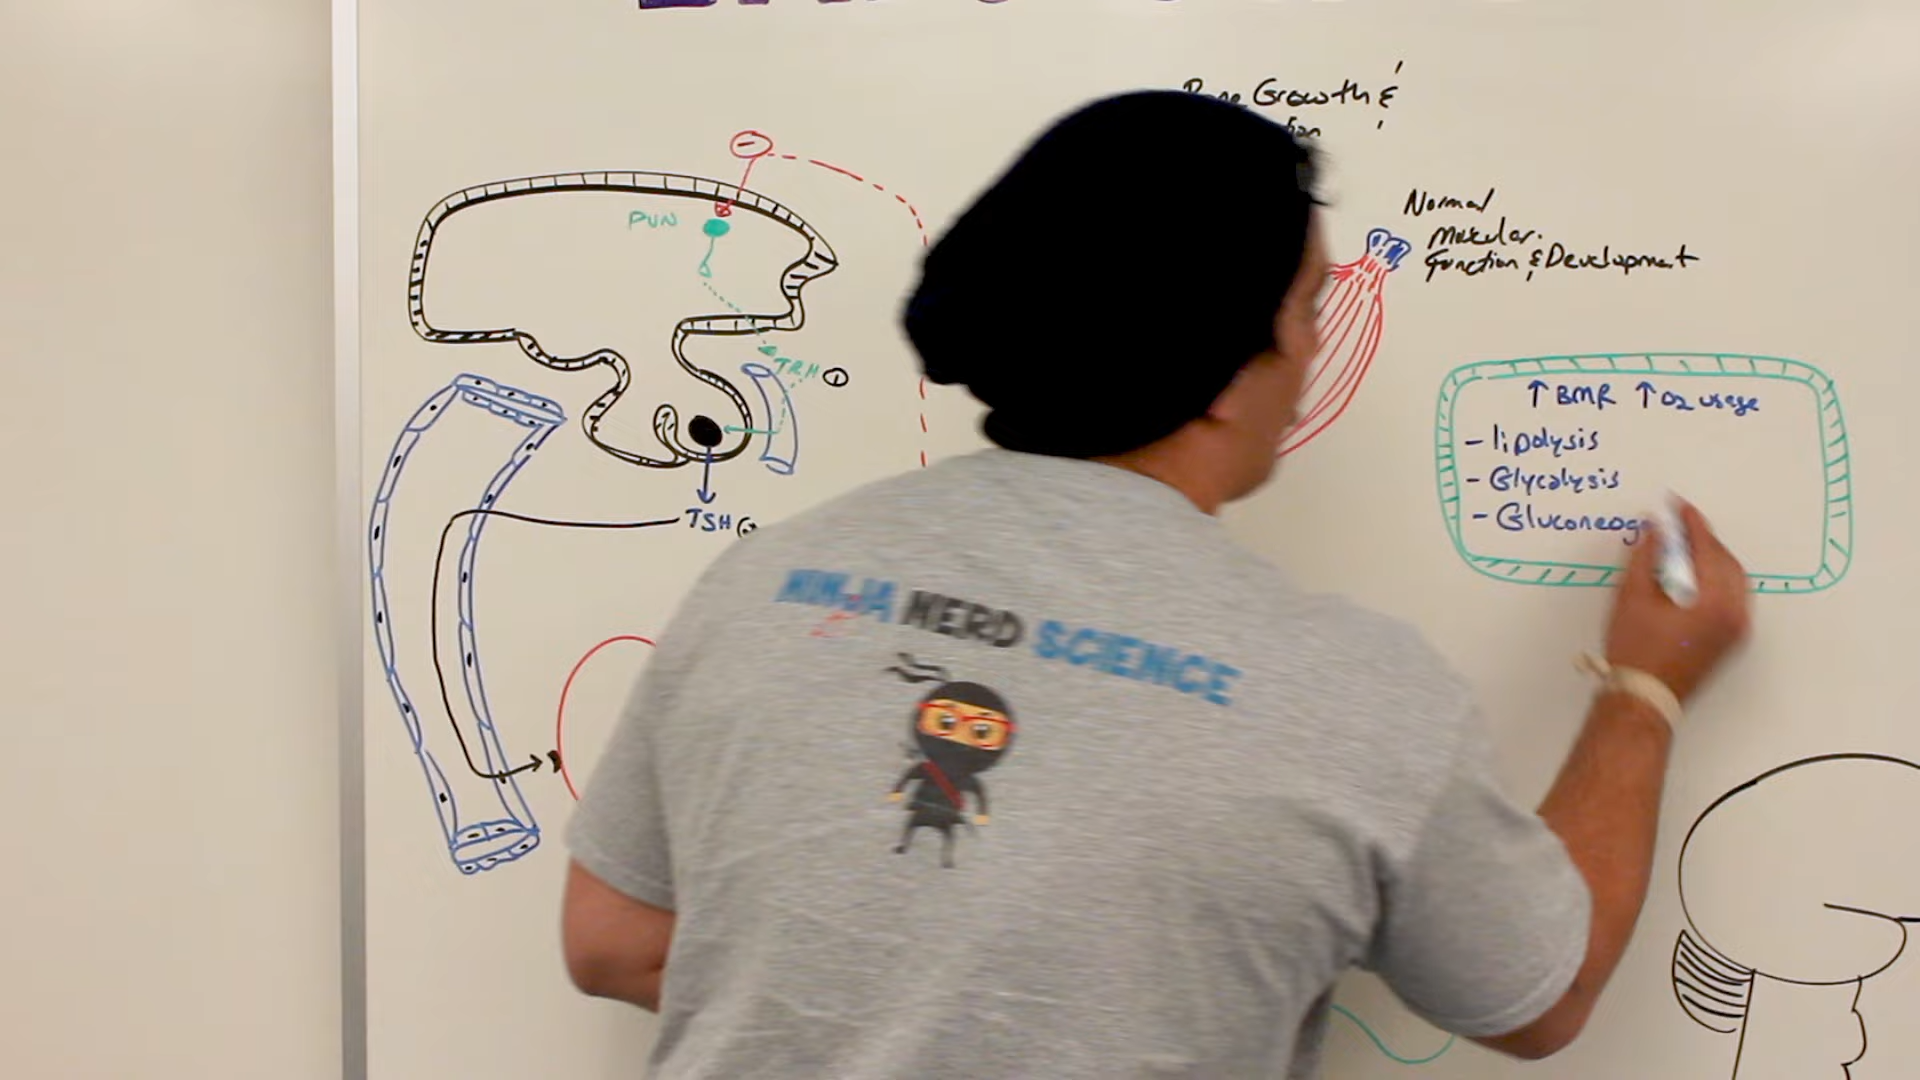 Growth &
PVN
Normal
Muscular
Function & Development
TRH
↑ BMR ↑ O2 usage
- lipolysis
- Glycolysis
- Gluconeog
TSH
NINJA NERD SCIENCE